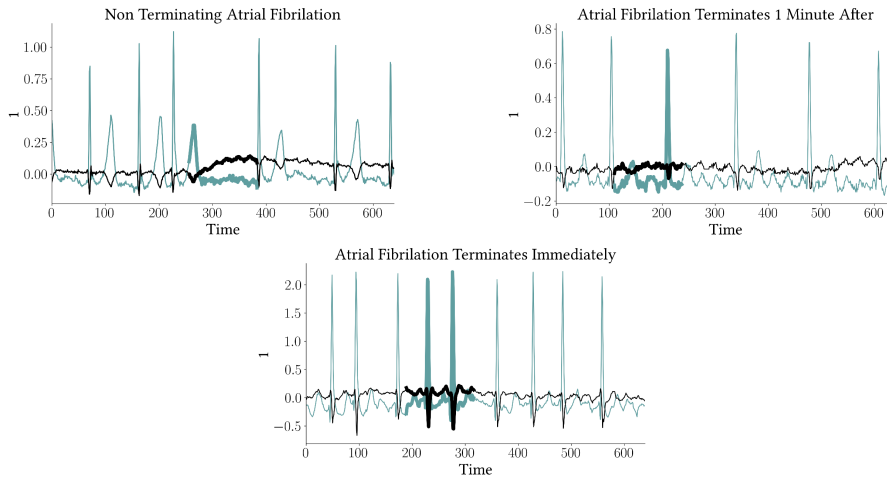 Non Terminating Atrial Fibrilation
1.00
0.75
0.50
0.25
0.00
1
0 100 200 300 400 500 600
Time
Atrial Fibrilation Terminates 1 Minute After
0.8
0.6
0.4
0.2
0.0
−0.2
1
0 100 200 300 400 500 600
Time
Atrial Fibrilation Terminates Immediately
2.0
1.5
1.0
0.5
0.0
−0.5
1
0 100 200 300 400 500 600
Time